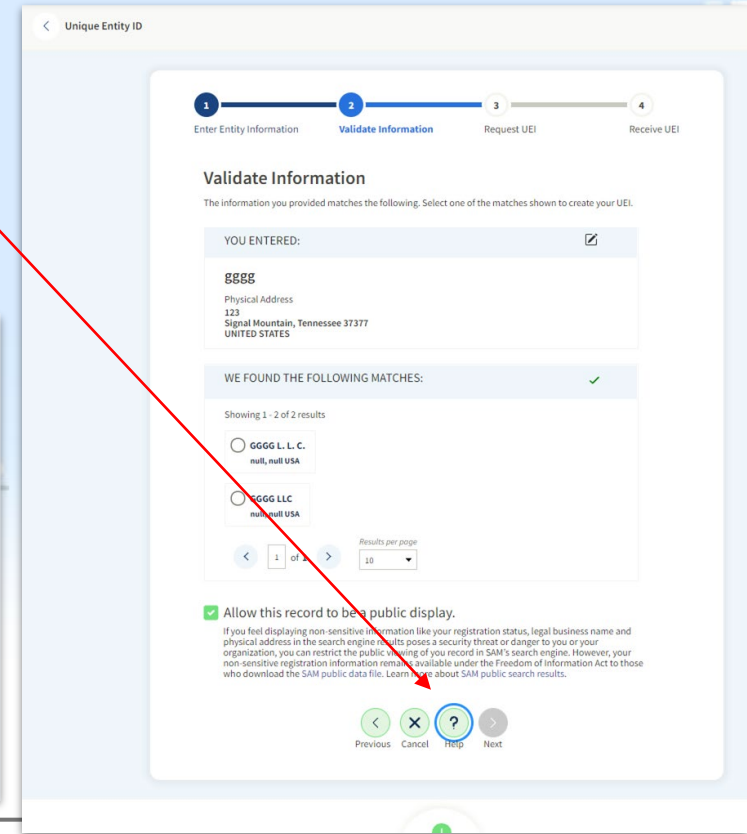 Unique Entity ID
1 2 3 4
Enter Entity Information Validate Information Request UEI Receive UEI
Validate Information
The information you provided matches the following. Select one of the matches shown to create your UEI.
YOU ENTERED:
gggg
Physical Address
123
Signal Mountain, Tennessee 37377
UNITED STATES
WE FOUND THE FOLLOWING MATCHES:
Showing 1 - 2 of 2 results
GGGG L. L. C.
null, null USA
GGGG LLC
null, null USA
Results per page
1 of 1 10
Allow this record to be a public display.
If you feel displaying non-sensitive information like your registration status, legal business name and
physical address in the search engine results poses a security threat or danger to you or your
organization, you can restrict the public viewing of you record in SAM's search engine. However, your
non-sensitive registration information remains available under the Freedom of Information Act to those
who download the SAM public data file. Learn more about SAM public search results.
?
Previous Cancel Help Next